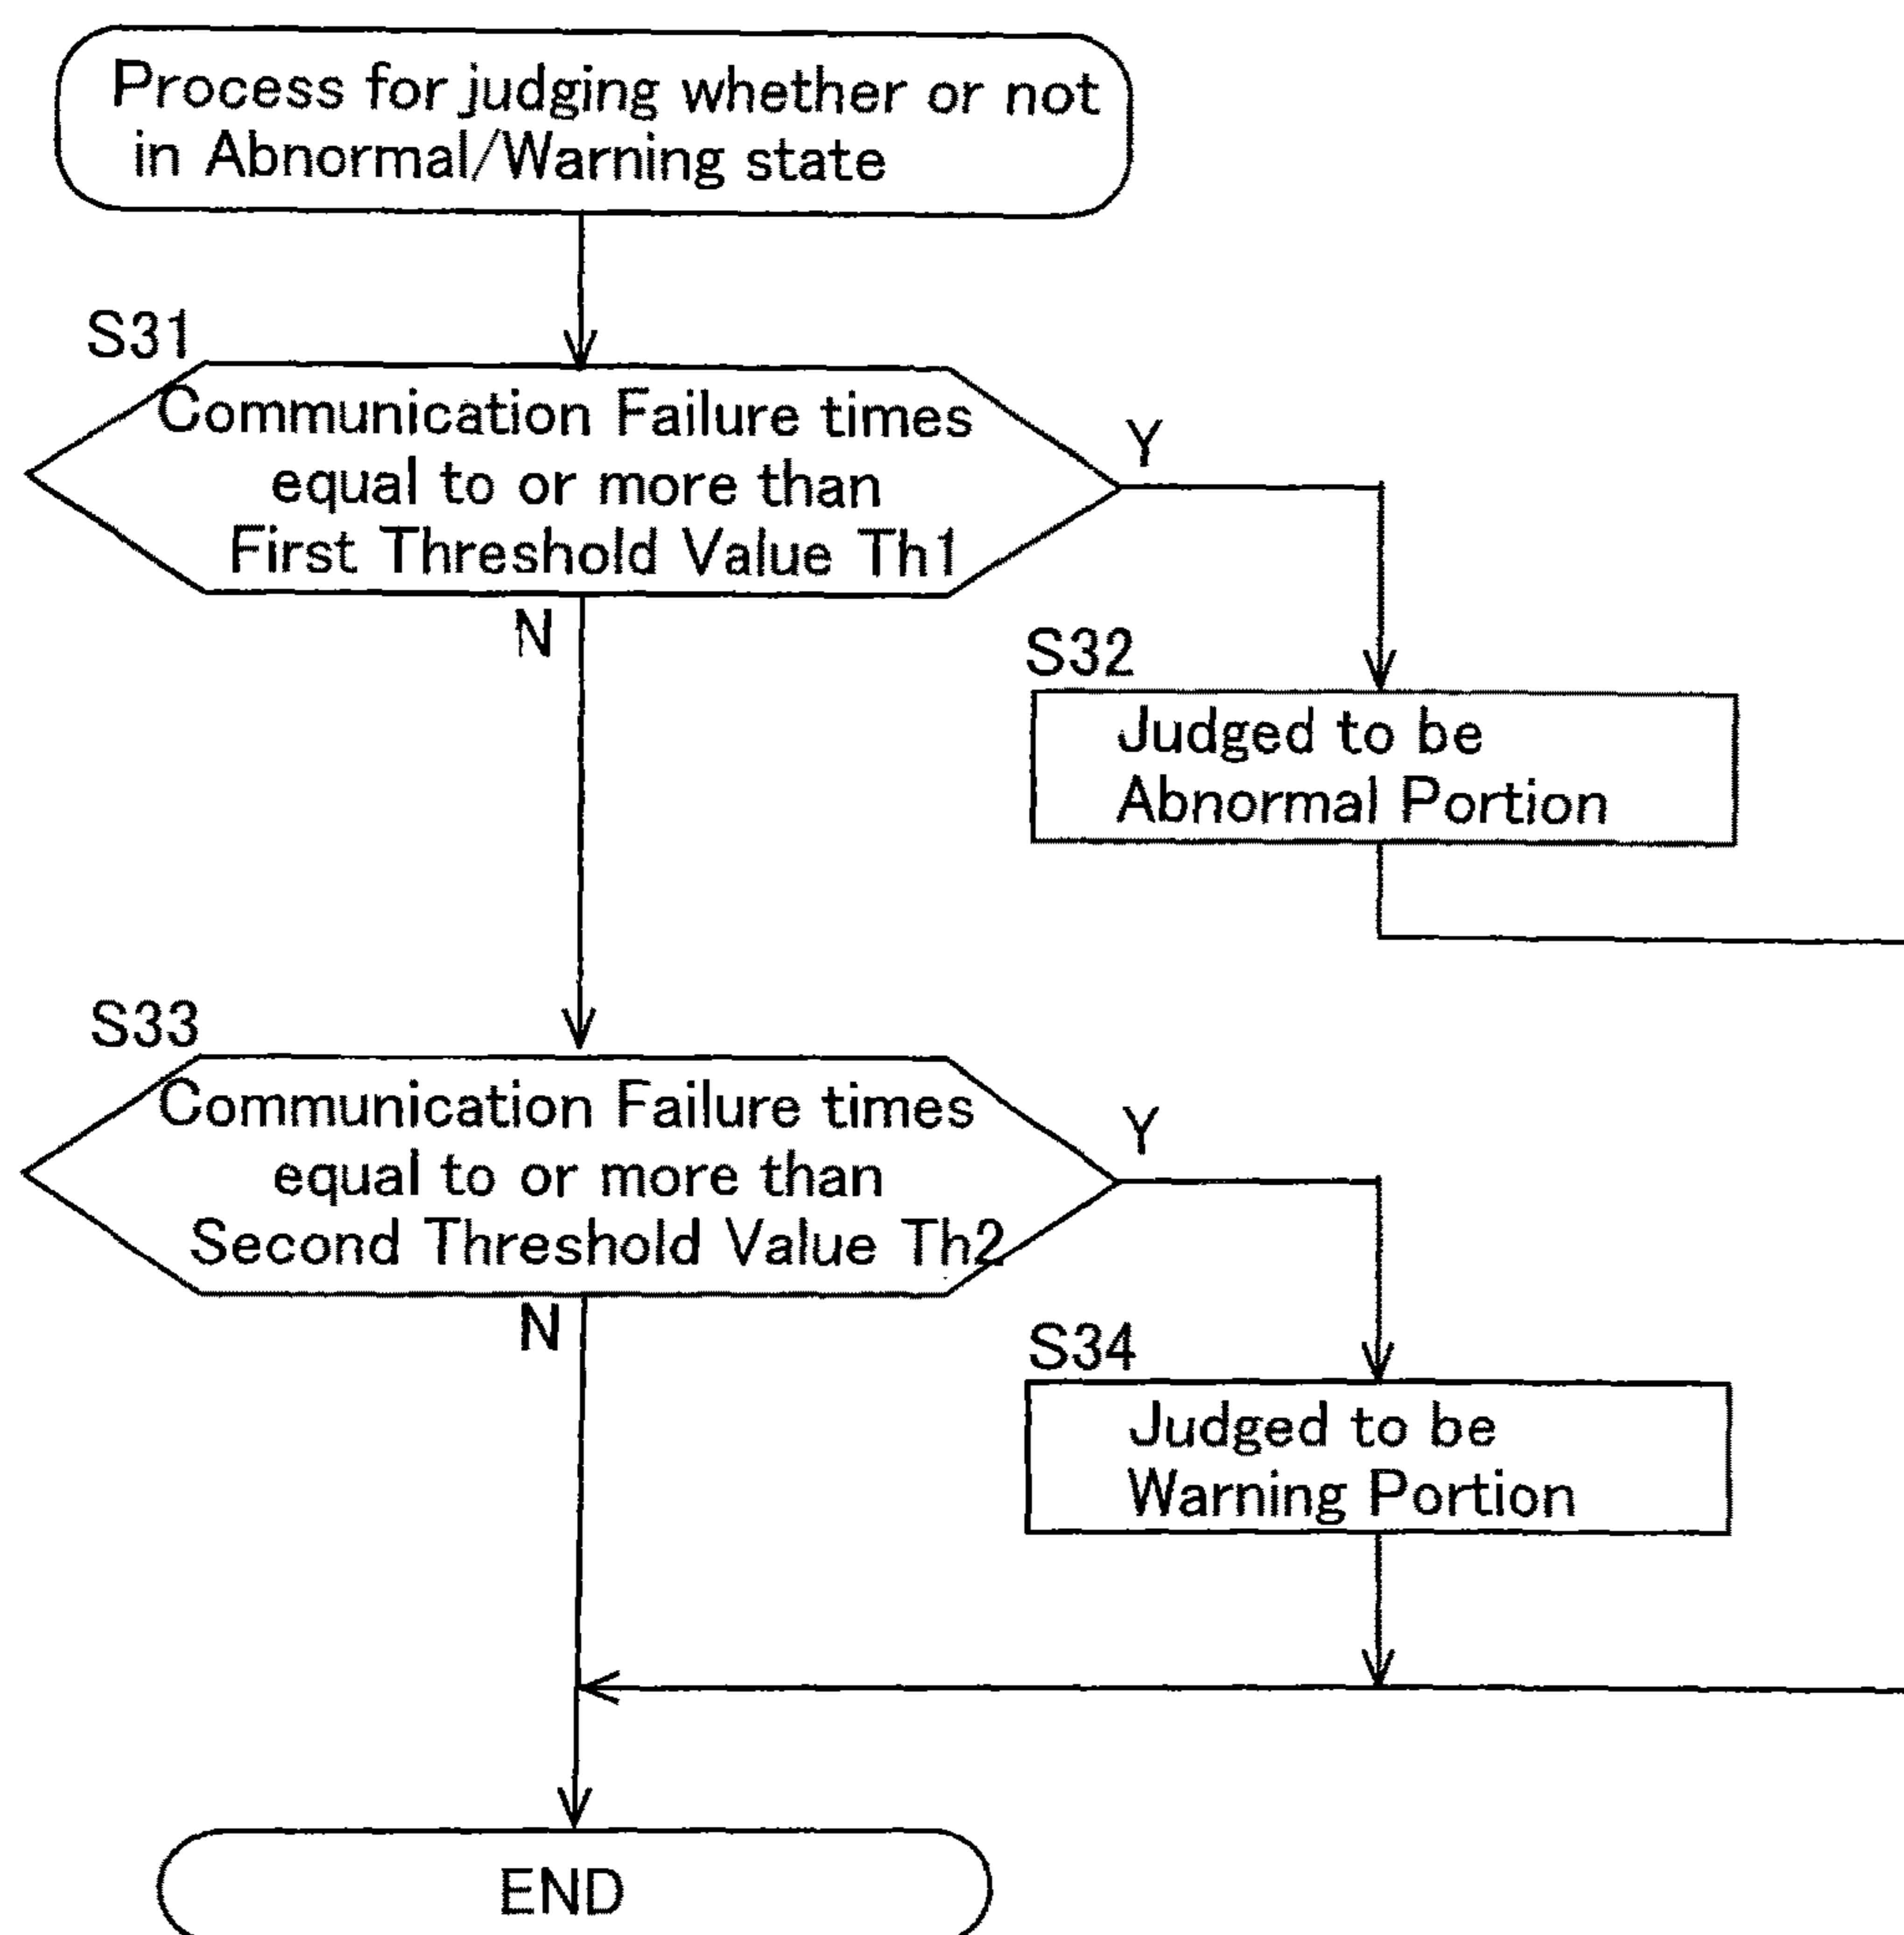 Process for judging whether or not
in Abnormal/Warning state
S31
Communication Failure times
equal to or more than
First Threshold Value Th1
Y
N
S32
Judged to be
Abnormal Portion
S33
Communication Failure times
equal to or more than
Second Threshold Value Th2
Y
N
S34
Judged to be
Warning Portion
END